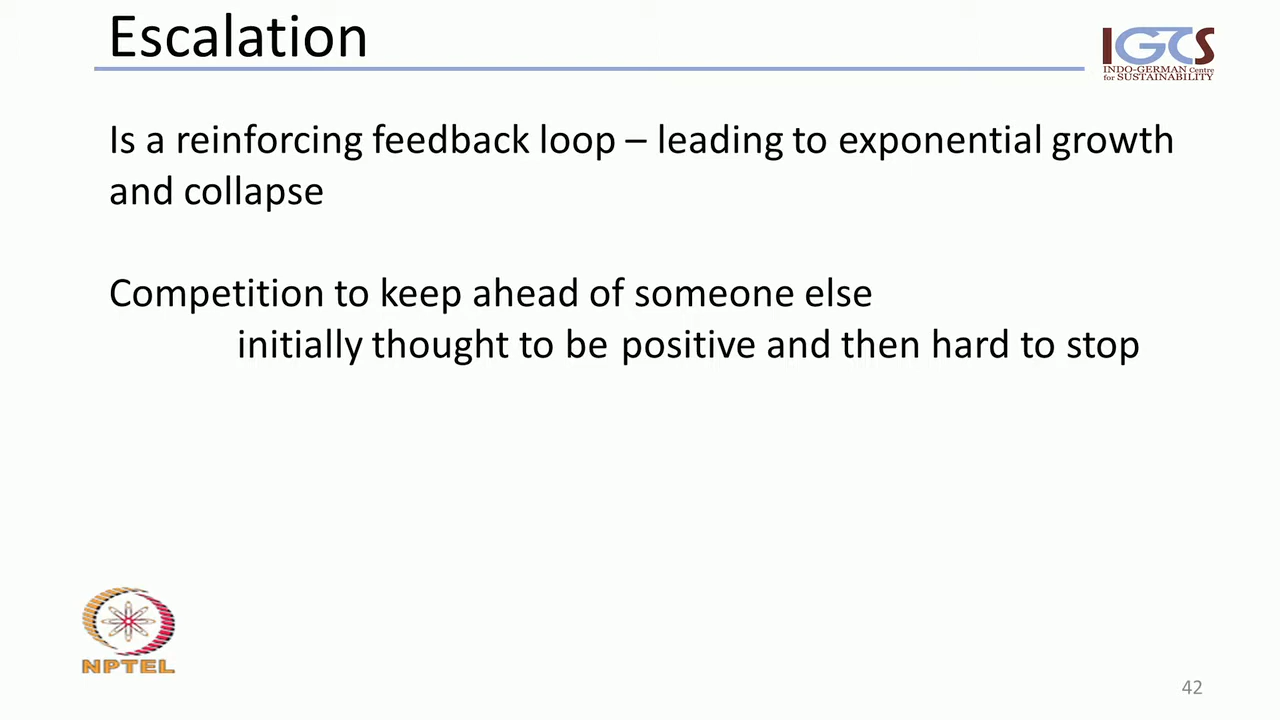 Escalation
IGCS
INDO-GERMAN Centre
for SUSTAINABILITY
Is a reinforcing feedback loop – leading to exponential growth
and collapse
Competition to keep ahead of someone else
initially thought to be positive and then hard to stop
NPTEL
42